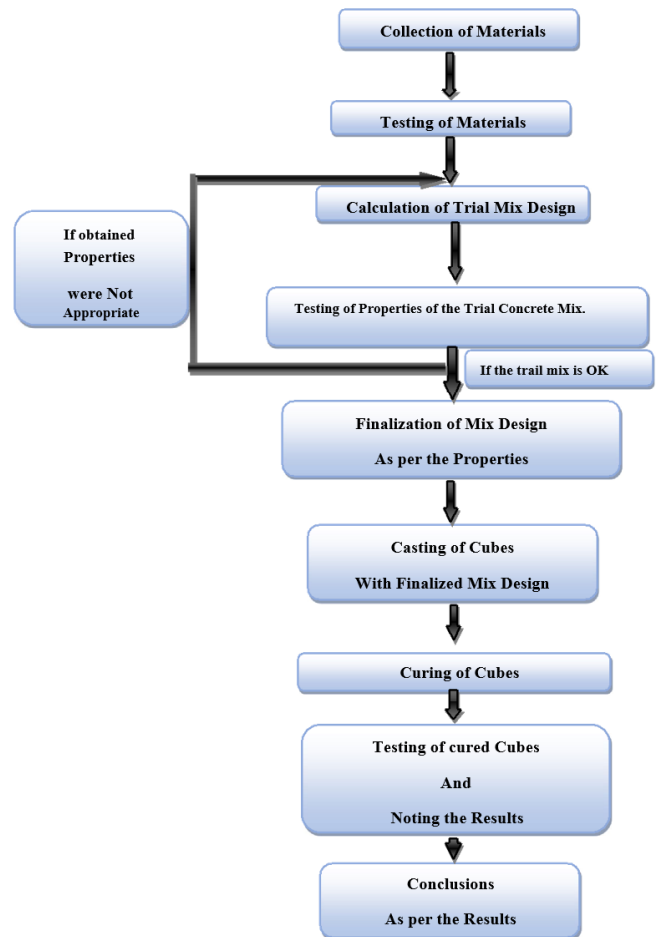 Collection of Materials
Testing of Materials
Calculation of Trial Mix Design
If obtained
Properties
were Not
Appropriate
Testing of Properties of the Trial Concrete Mix.
If the trail mix is OK
Finalization of Mix Design
As per the Properties
Casting of Cubes
With Finalized Mix Design
Curing of Cubes
Testing of cured Cubes
And
Noting the Results
Conclusions
As per the Results